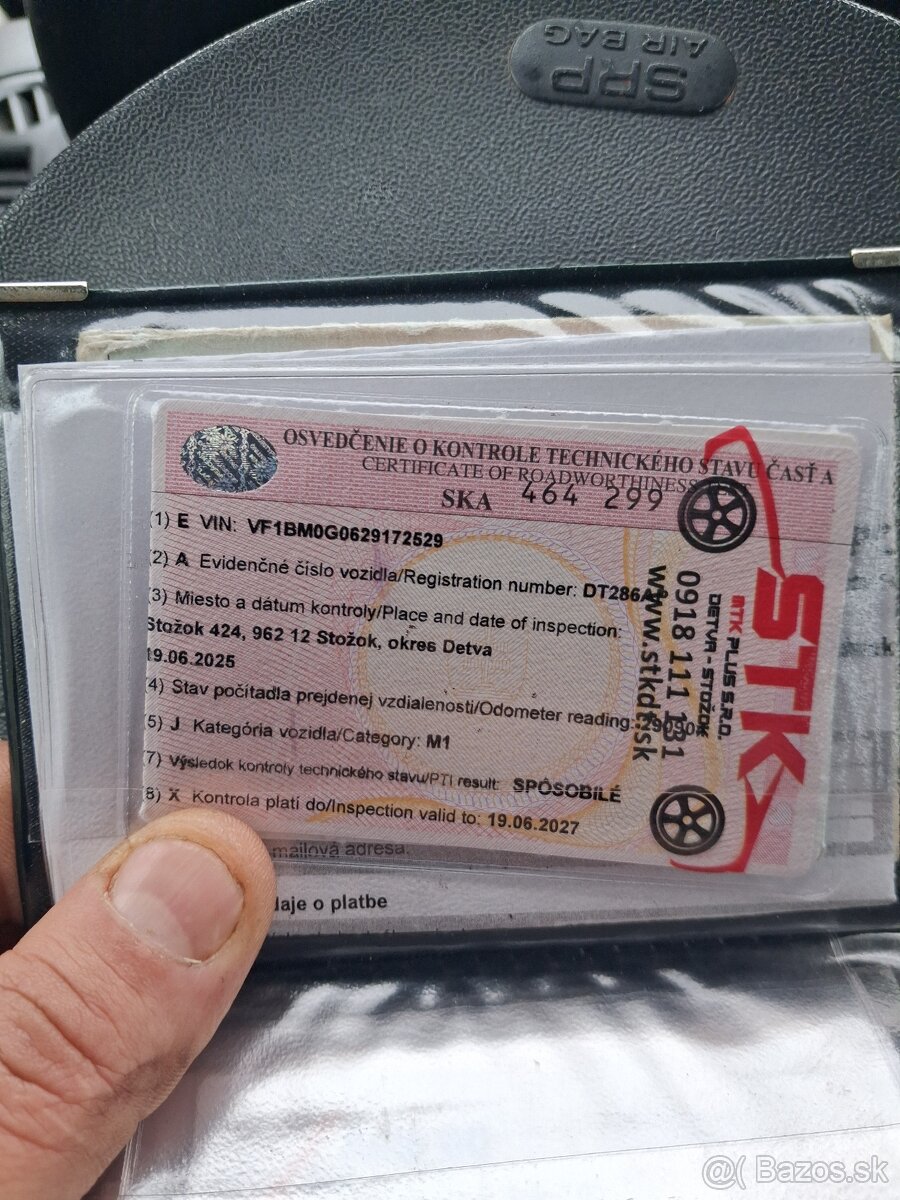 SRP
AIR BAG
OSVEDČENIE O KONTROLE TECHNICKÉHO STAVU ČASŤ A
CERTIFICATE OF ROADWORTHINESS
SKA 464 299
(1) E VIN: VF1BM0G0629172529
(2) A Evidenčné číslo vozidla/Registration number: DT286A
(3) Miesto a dátum kontroly/Place and date of inspection:
Stožok 424, 962 12 Stožok, okres Detva
19.06.2025
(4) Stav počítadla prejdenej vzdialenosti/Odometer reading:
(5) J Kategória vozidla/Category: M1
(7) Výsledok kontroly technického stavu/PTI result: SPÔSOBILÉ
(8) X Kontrola platí do/Inspection valid to: 19.06.2027
STK
STK PLUS S.R.O.
DETVA - STOŽOK
0918 111 131
www.stkdt.sk
mailová adresa.
daje o platbe
@( Bazos.sk